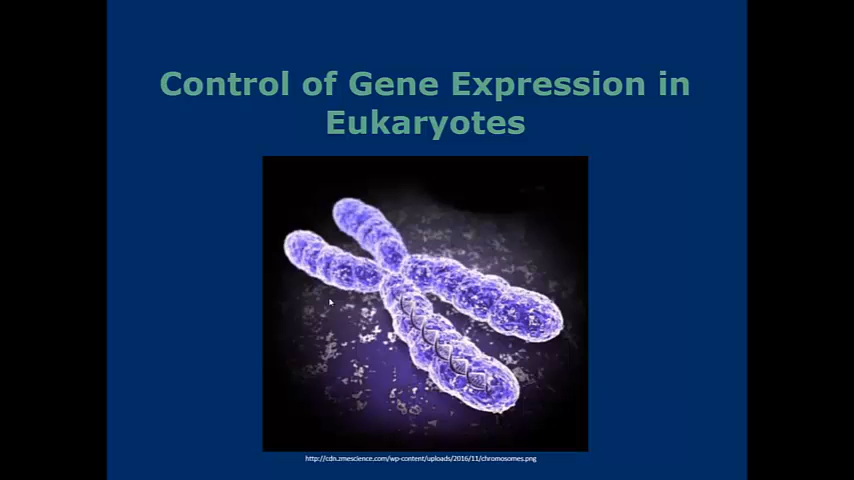 Control of Gene Expression in
Eukaryotes
http://cdn.zmescience.com/wp-content/uploads/2016/11/chromosomes.png